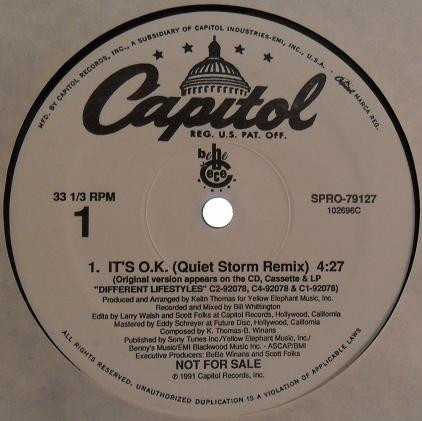 MFD. BY CAPITOL RECORDS, INC., A SUBSIDIARY OF CAPITOL INDUSTRIES-EMI, INC., U.S.A. • Capitol MARCA REG.
Capitol
REG. U.S. PAT. OFF.
bebe
cece
33 1/3 RPM
SPRO-79127
102696C
1
1. IT'S O.K. (Quiet Storm Remix) 4:27
(Original version appears on the CD, Cassette & LP
"DIFFERENT LIFESTYLES" C2-92078, C4-92078 & C1-92078)
Produced and Arranged by Keith Thomas for Yellow Elephant Music, Inc.
Recorded and Mixed by Bill Whittington
Edits by Larry Walsh and Scott Folks at Capitol Records, Hollywood, California
Mastered by Eddy Schreyer at Future Disc, Hollywood, California
Composed by K. Thomas-B. Winans
Published by Sony Tunes Inc./Yellow Elephant Music, Inc./
Benny's Music/EMI Blackwood Music Inc. - ASCAP/BMI
Executive Producers: BeBe Winans and Scott Folks
NOT FOR SALE
℗ 1991 Capitol Records, Inc.
ALL RIGHTS RESERVED. UNAUTHORIZED DUPLICATION IS A VIOLATION OF APPLICABLE LAWS